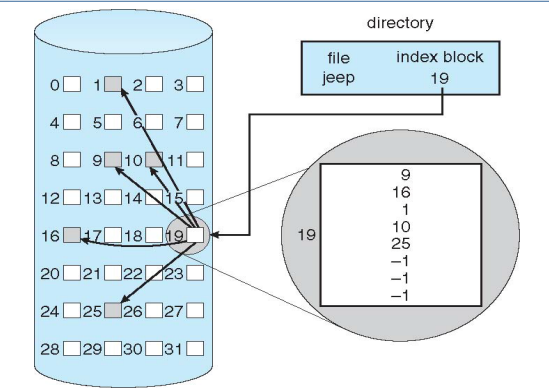 directory
file index block
jeep 19
0 1 2 3
4 5 6 7
8 9 10 11
12 13 14 15
16 17 18 19
20 21 22 23
24 25 26 27
28 29 30 31
19
9
16
1
10
25
–1
–1
–1